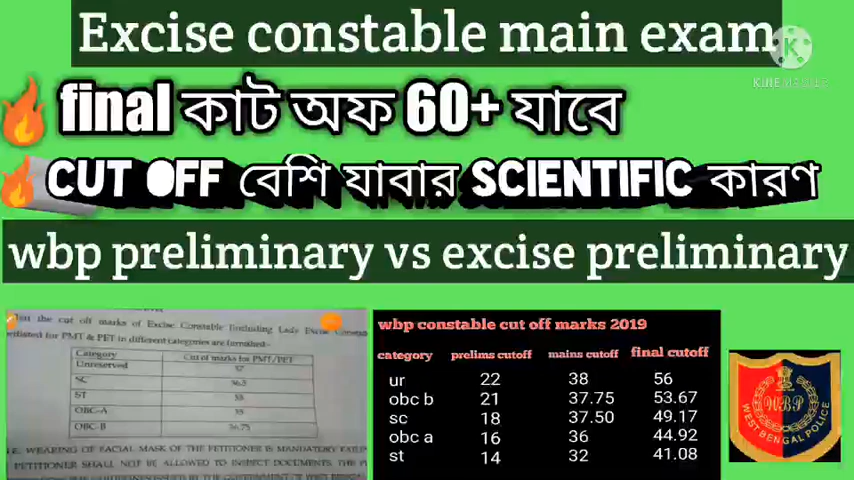 Excise constable main exam
KINEMASTER
final কাট অফ 60+ যাবে
CUT OFF বেশি যাবার SCIENTIFIC কারণ
wbp preliminary vs excise preliminary
the cut off marks of Excise Constable (Including Lady Excise
for PMT & PET in different categories are furnished:-
Category Cut of marks for PMT/PET
Unreserved
SC 36.5
ST
OBC-A
OBC-B 36.75
WEARING OF FACIAL MASK OF THE PETITIONER IS MANDATORY
PETITIONER SHALL NOT BE ALLOWED TO INSPECT DOCUMENTS.
wbp constable cut off marks 2019
category prelims cutoff mains cutoff final cutoff
ur 22 38 56
obc b 21 37.75 53.67
sc 18 37.50 49.17
obc a 16 36 44.92
st 14 32 41.08
WBP
WEST BENGAL POLICE